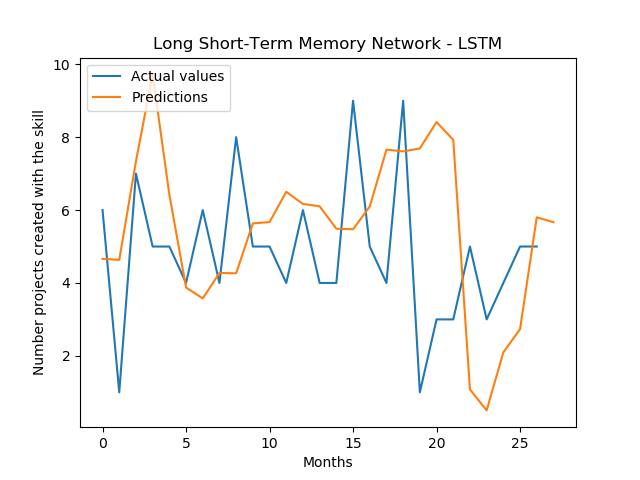 Long Short-Term Memory Network - LSTM
Actual values
Predictions
Number projects created with the skill
10
8
6
4
2
0
5
10
15
20
25
Months